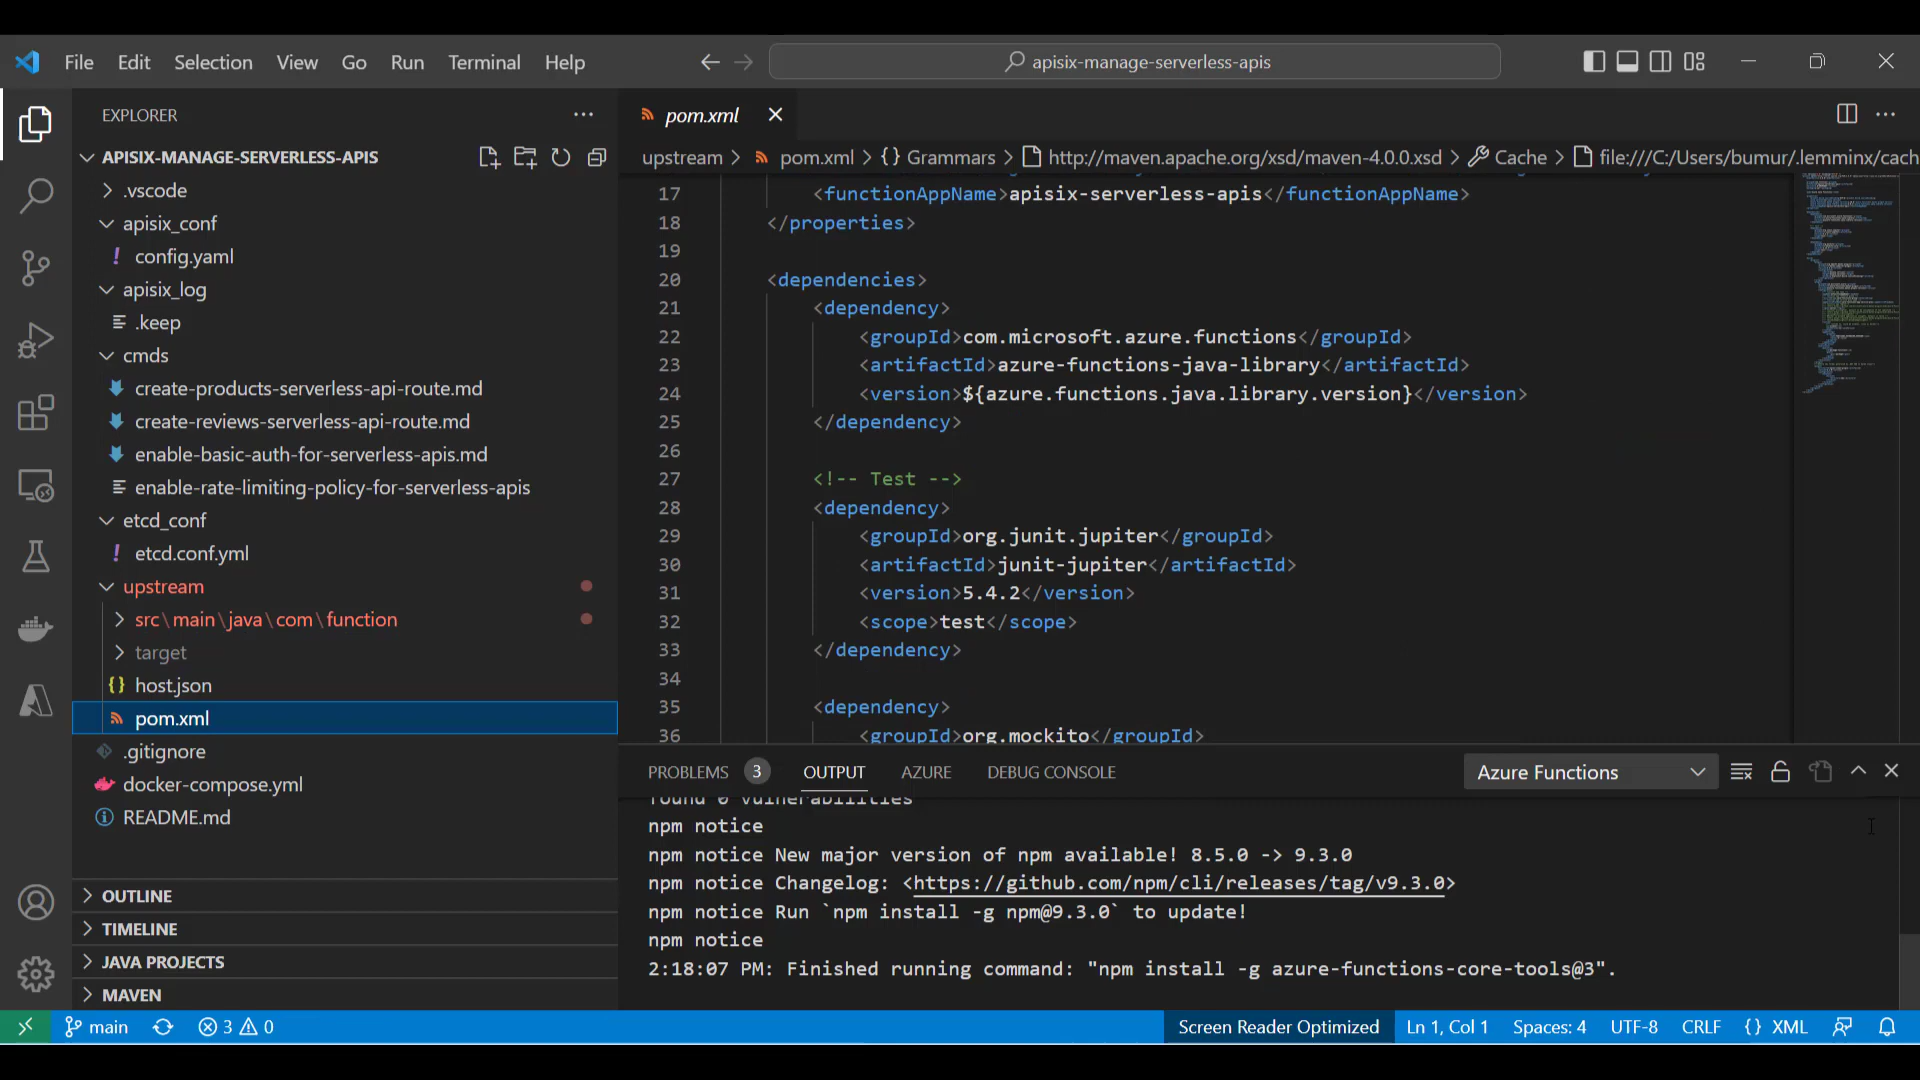 File Edit Selection View Go Run Terminal Help
apisix-manage-serverless-apis
EXPLORER
APISIX-MANAGE-SERVERLESS-APIS
.vscode
apisix_conf
config.yaml
apisix_log
.keep
cmds
create-products-serverless-api-route.md
create-reviews-serverless-api-route.md
enable-basic-auth-for-serverless-apis.md
enable-rate-limiting-policy-for-serverless-apis
etcd_conf
etcd.conf.yml
upstream
src\main\java\com\function
target
host.json
pom.xml
.gitignore
docker-compose.yml
README.md
OUTLINE
TIMELINE
JAVA PROJECTS
MAVEN
pom.xml
upstream > pom.xml > {} Grammars > http://maven.apache.org/xsd/maven-4.0.0.xsd > Cache > file:///C:/Users/bumur/.lemminx/cach
17 <functionAppName>apisix-serverless-apis</functionAppName>
18 </properties>
19
20 <dependencies>
21 <dependency>
22 <groupId>com.microsoft.azure.functions</groupId>
23 <artifactId>azure-functions-java-library</artifactId>
24 <version>${azure.functions.java.library.version}</version>
25 </dependency>
26
27 <!-- Test -->
28 <dependency>
29 <groupId>org.junit.jupiter</groupId>
30 <artifactId>junit-jupiter</artifactId>
31 <version>5.4.2</version>
32 <scope>test</scope>
33 </dependency>
34
35 <dependency>
36 <groupId>org.mockito</groupId>
PROBLEMS 3 OUTPUT AZURE DEBUG CONSOLE Azure Functions
found 0 vulnerabilities
npm notice
npm notice New major version of npm available! 8.5.0 -> 9.3.0
npm notice Changelog: <https://github.com/npm/cli/releases/tag/v9.3.0>
npm notice Run `npm install -g npm@9.3.0` to update!
npm notice
2:18:07 PM: Finished running command: "npm install -g azure-functions-core-tools@3".
main 3 0 Screen Reader Optimized Ln 1, Col 1 Spaces: 4 UTF-8 CRLF {} XML